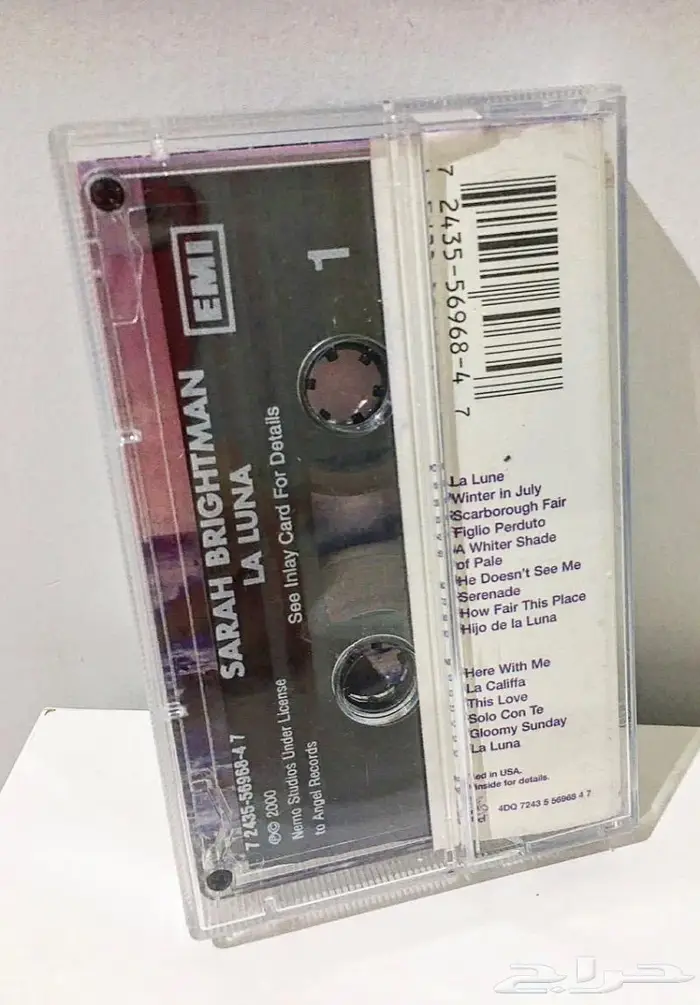 EMI
1
SARAH BRIGHTMAN
LA LUNA
See Inlay Card For Details
7 2435-56968-4 7
℗© 2000
Nemo Studios Under License
to Angel Records
7 2435-56968-4 7
La Lune
Winter in July
Scarborough Fair
Figlio Perduto
A Whiter Shade
of Pale
He Doesn't See Me
Serenade
How Fair This Place
Hijo de la Luna
Here With Me
La Califfa
This Love
Solo Con Te
Gloomy Sunday
La Luna
in USA.
inside for details.
4DQ 7243 5 56968 4 7
حراج